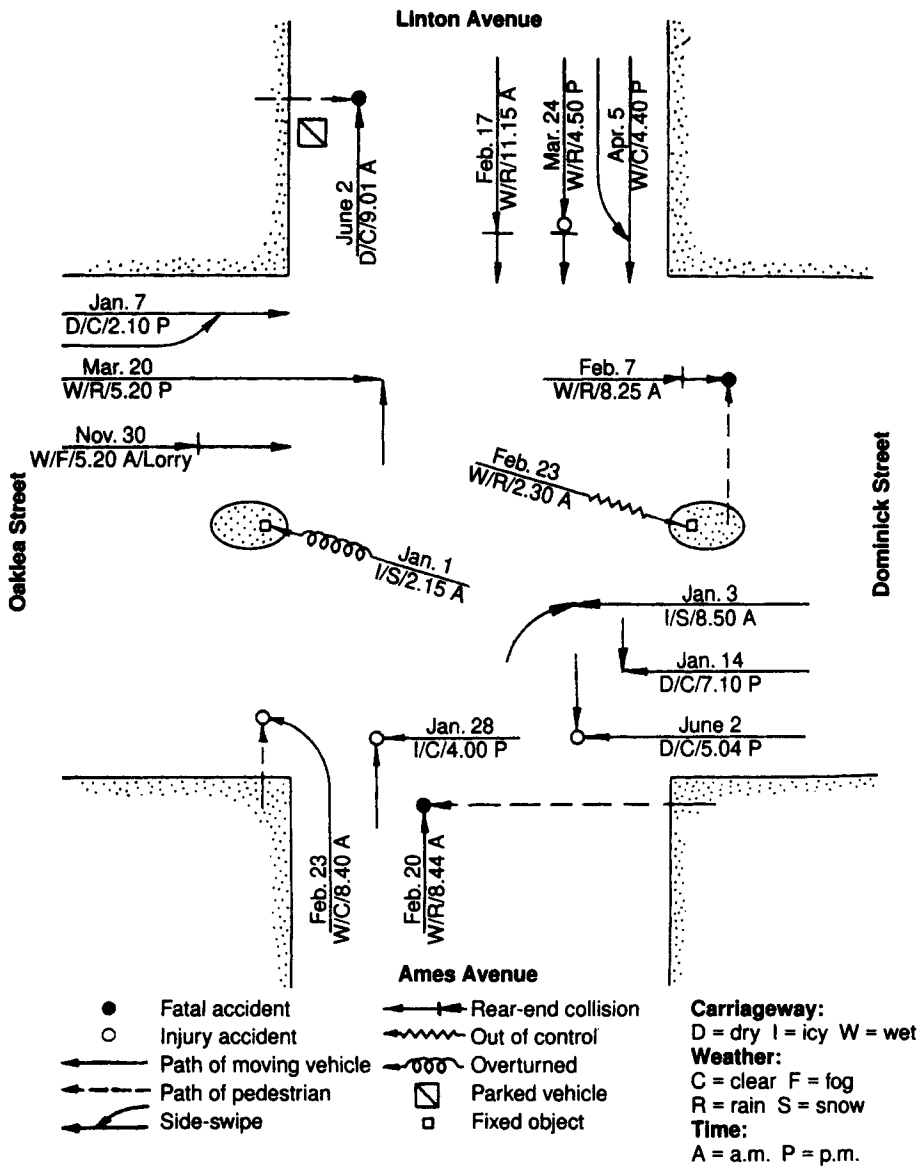 Linton Avenue
June 2
D/C/9.01 A
Feb. 17
W/R/11.15 A
Mar. 24
W/R/4.50 P
Apr. 5
W/C/4.40 P
Jan. 7
D/C/2.10 P
Mar. 20
W/R/5.20 P
Feb. 7
W/R/8.25 A
Nov. 30
W/F/5.20 A/Lorry
Feb. 23
W/R/2.30 A
Oaklea Street
Dominick Street
Jan. 1
I/S/2.15 A
Jan. 3
I/S/8.50 A
Jan. 14
D/C/7.10 P
Jan. 28
I/C/4.00 P
June 2
D/C/5.04 P
Feb. 23
W/C/8.40 A
Feb. 20
W/R/8.44 A
Ames Avenue
Fatal accident
Injury accident
Path of moving vehicle
Path of pedestrian
Side-swipe
Rear-end collision
Out of control
Overturned
Parked vehicle
Fixed object
Carriageway:
D = dry I = icy W = wet
Weather:
C = clear F = fog
R = rain S = snow
Time:
A = a.m. P = p.m.